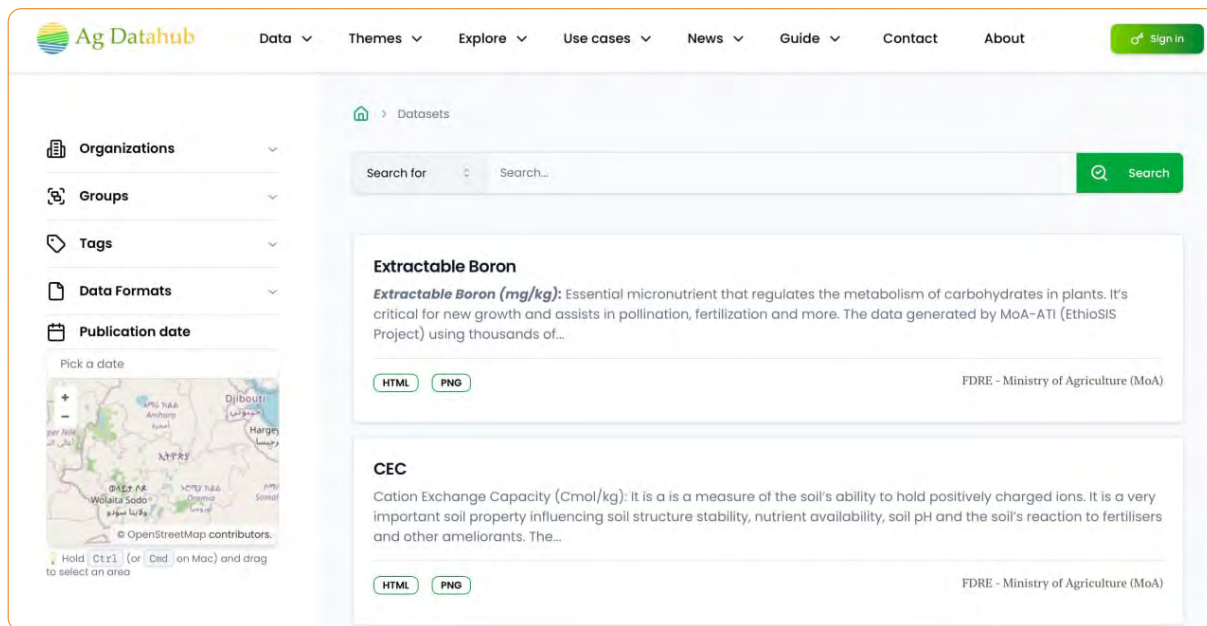 Ag Datahub
Data
Themes
Explore
Use cases
News
Guide
Contact
About
Sign in
Organizations
Groups
Tags
Data Formats
Publication date
Pick a date
+
−
Amhara
Djibouti
Wolaita Sodo
Oromia
© OpenStreetMap contributors.
Hold Ctrl (or Cmd on Mac) and drag
to select an area
Datasets
Search for
Search...
Search
Extractable Boron
Extractable Boron (mg/kg): Essential micronutrient that regulates the metabolism of carbohydrates in plants. It's
critical for new growth and assists in pollination, fertilization and more. The data generated by MoA-ATI (EthioSIS
Project) using thousands of...
HTML
PNG
FDRE - Ministry of Agriculture (MoA)
CEC
Cation Exchange Capacity (Cmol/kg): It is a is a measure of the soil's ability to hold positively charged ions. It is a very
important soil property influencing soil structure stability, nutrient availability, soil pH and the soil's reaction to fertilisers
and other ameliorants. The...
HTML
PNG
FDRE - Ministry of Agriculture (MoA)